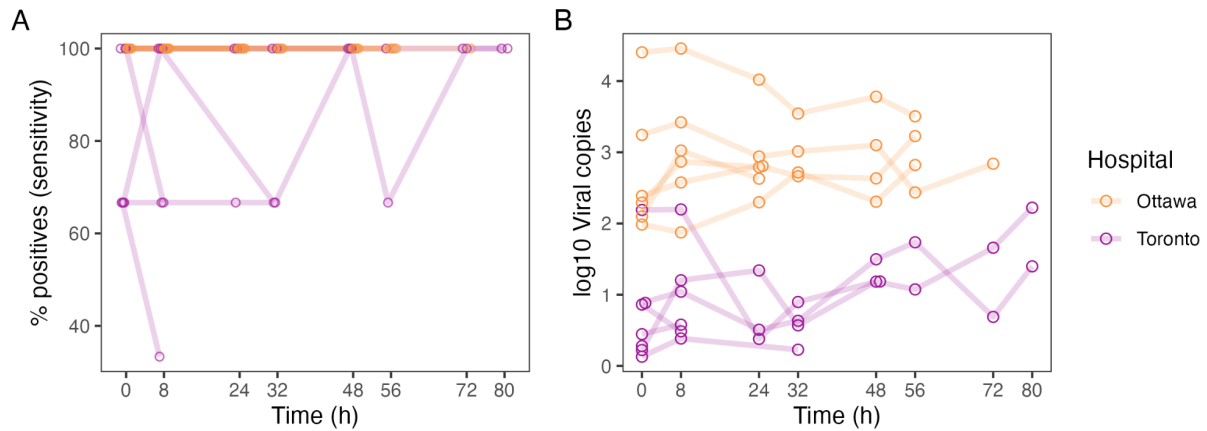 A
% positives (sensitivity)
100
80
60
40
0 8 24 32 48 56 72 80
Time (h)
B
log10 Viral copies
4
3
2
1
0
0 8 24 32 48 56 72 80
Time (h)
Hospital
Ottawa
Toronto